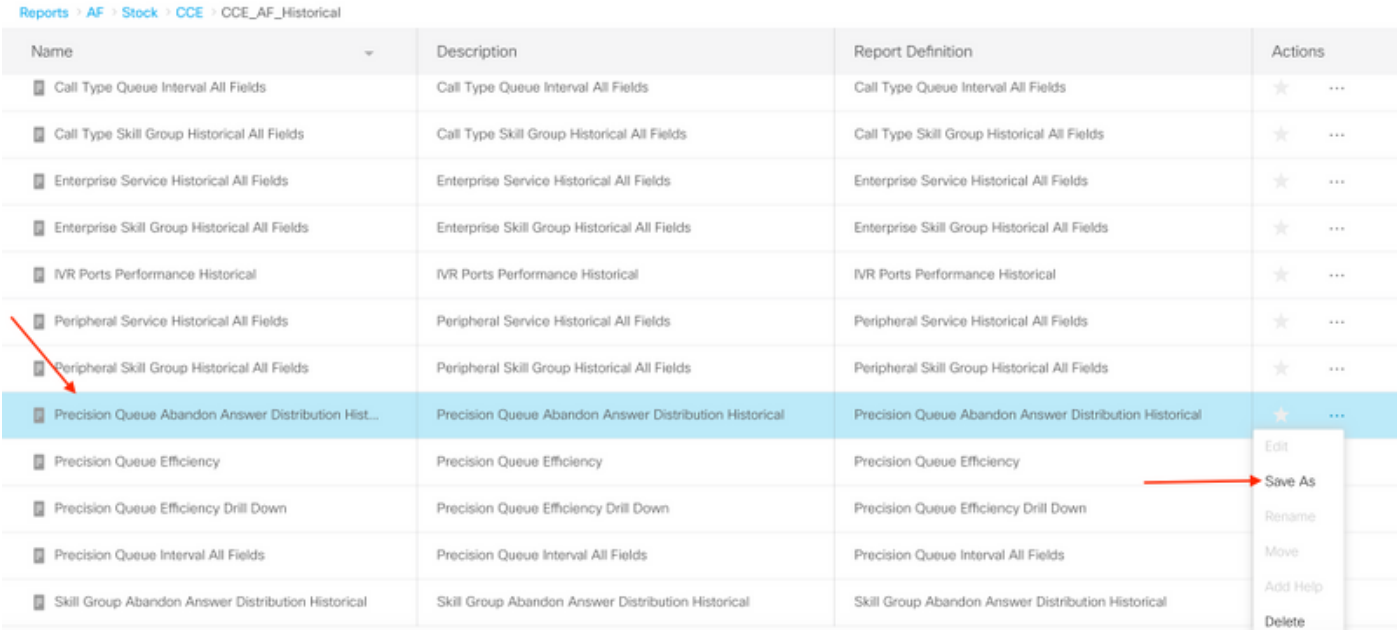 Reports > AF > Stock > CCE > CCE_AF_Historical
Name Description Report Definition Actions
Call Type Queue Interval All Fields Call Type Queue Interval All Fields Call Type Queue Interval All Fields ...
Call Type Skill Group Historical All Fields Call Type Skill Group Historical All Fields Call Type Skill Group Historical All Fields ...
Enterprise Service Historical All Fields Enterprise Service Historical All Fields Enterprise Service Historical All Fields ...
Enterprise Skill Group Historical All Fields Enterprise Skill Group Historical All Fields Enterprise Skill Group Historical All Fields ...
IVR Ports Performance Historical IVR Ports Performance Historical IVR Ports Performance Historical ...
Peripheral Service Historical All Fields Peripheral Service Historical All Fields Peripheral Service Historical All Fields ...
Peripheral Skill Group Historical All Fields Peripheral Skill Group Historical All Fields Peripheral Skill Group Historical All Fields ...
Precision Queue Abandon Answer Distribution Hist... Precision Queue Abandon Answer Distribution Historical Precision Queue Abandon Answer Distribution Historical ...
Edit
Precision Queue Efficiency Precision Queue Efficiency Precision Queue Efficiency
Save As
Precision Queue Efficiency Drill Down Precision Queue Efficiency Drill Down Precision Queue Efficiency Drill Down
Rename
Move
Precision Queue Interval All Fields Precision Queue Interval All Fields Precision Queue Interval All Fields
Add Help
Skill Group Abandon Answer Distribution Historical Skill Group Abandon Answer Distribution Historical Skill Group Abandon Answer Distribution Historical
Delete